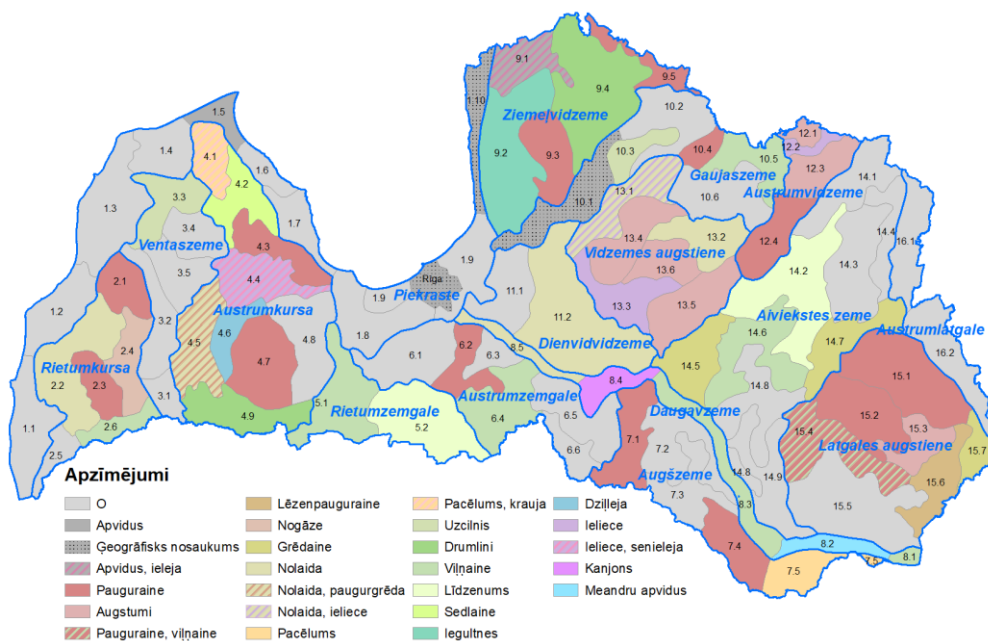 9.1
9.5
1.10
9.4
10.2
Ziemeļvidzeme
12.1
1.5
12.2
1.4
4.1
9.2
9.3
10.3
10.4
10.5
12.3
Gaujaszeme
1.6
4.2
13.1
14.1
3.3
10.1
10.6
Austrumvidzeme
1.3
1.7
3.4
14.4
16.1
Ventaszeme
4.3
13.4
13.2
12.4
1.9
Vidzemes augstiene
14.3
3.5
4.4
Rīga
13.6
14.2
2.1
1.9
Piekraste
11.1
13.3
13.5
1.2
3.2
Austrumkursa
11.2
Aiviekstes zeme
4.6
4.8
1.8
14.6
Austrumlatgale
2.4
4.5
6.2
8.5
Dienvidvidzeme
14.7
16.2
Rietumkursa
4.7
6.1
6.3
14.5
2.2
2.3
8.4
15.1
3.1
5.1
Rietumzemgale
Austrumzemgale
14.8
1.1
2.6
4.9
5.2
6.4
6.5
Daugavzeme
15.2
15.3
7.1
7.2
15.4
Latgales augstiene
15.7
2.5
6.6
Augšzeme
14.8
14.9
15.6
7.3
8.3
15.5
7.4
8.2
8.1
7.5
7.5
Apzīmējumi
O
Apvidus
Ģeogrāfisks nosaukums
Apvidus, ieleja
Pauguraine
Augstumi
Pauguraine, viļņaine
Lēzenpauguraine
Nogāze
Grēdaine
Nolaida
Nolaida, paugurgrēda
Nolaida, ieliece
Pacēlums
Pacēlums, krauja
Uzcilnis
Drumlini
Viļņaine
Līdzenums
Sedlaine
Iegultnes
Dziļleja
Ieliece
Ieliece, senieleja
Kanjons
Meandru apvidus